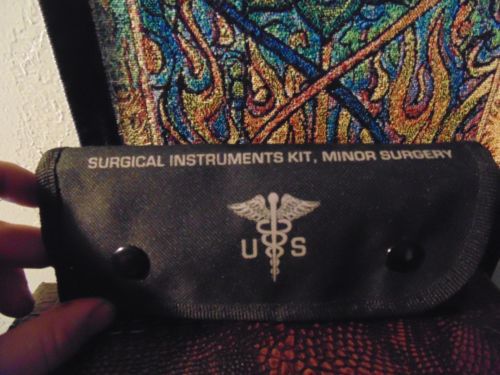 SURGICAL INSTRUMENTS KIT, MINOR SURGERY
U S